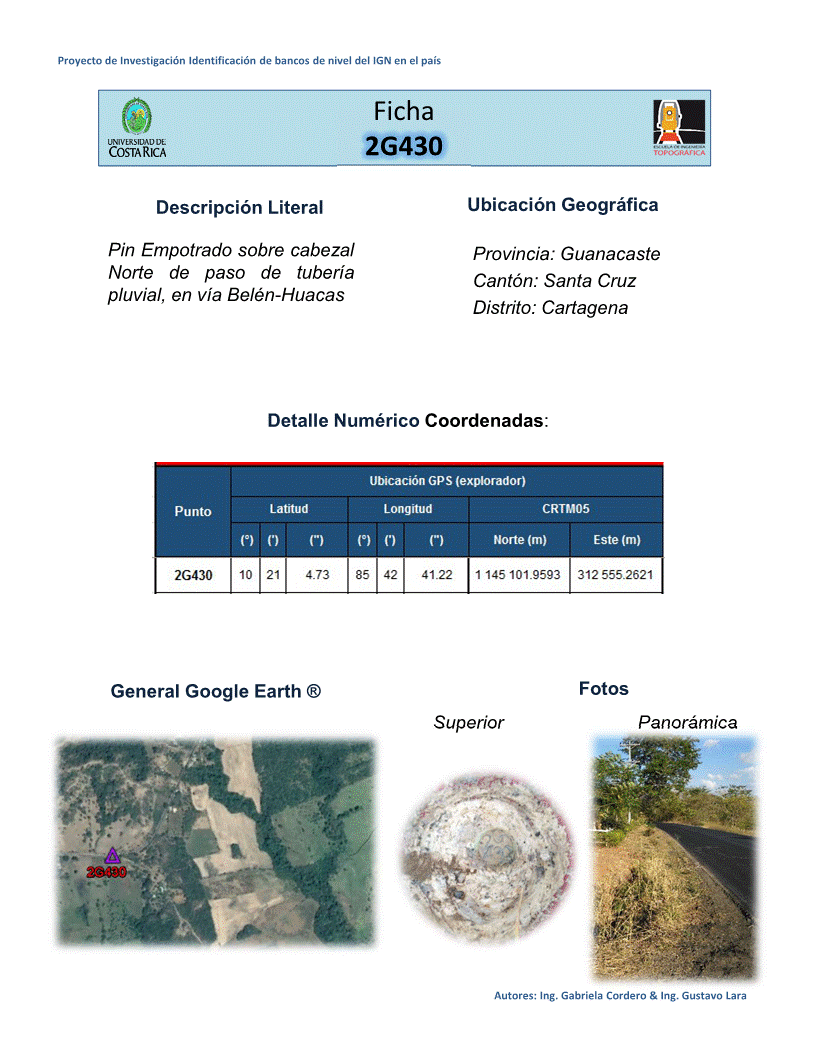 Proyecto de Investigación Identificación de bancos de nivel del IGN en el país
UNIVERSIDAD DE
COSTA RICA
Ficha
2G430
ESCUELA DE INGENIERÍA
TOPOGRÁFICA
Descripción Literal
Pin Empotrado sobre cabezal
Norte de paso de tubería
pluvial, en vía Belén-Huacas
Ubicación Geográfica
Provincia: Guanacaste
Cantón: Santa Cruz
Distrito: Cartagena
Detalle Numérico Coordenadas:
Punto
Ubicación GPS (explorador)
Latitud Longitud CRTM05
(°) (') (") (°) (') (") Norte (m) Este (m)
2G430 10 21 4.73 85 42 41.22 1 145 101.9593 312 555.2621
General Google Earth ®
Fotos
Superior Panorámica
2G430
Autores: Ing. Gabriela Cordero & Ing. Gustavo Lara